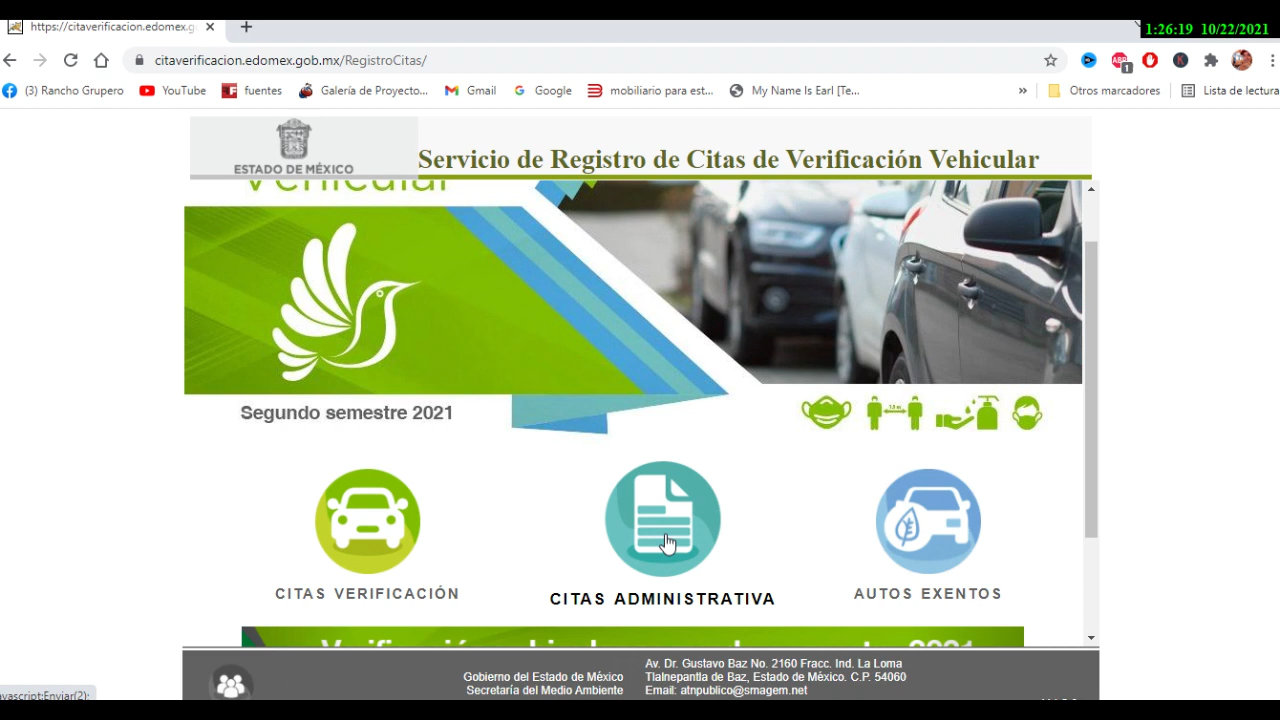 https://citaverificacion.edomex.g
1:26:19 10/22/2021
citaverificacion.edomex.gob.mx/RegistroCitas/
ABP
1
K
(3) Rancho Grupero
YouTube
fuentes
Galería de Proyecto...
Gmail
Google
mobiliario para est...
My Name Is Earl [Te...
»
Otros marcadores
Lista de lectura
ESTADO DE MÉXICO
Servicio de Registro de Citas de Verificación Vehicular
Vehicular
Segundo semestre 2021
CITAS VERIFICACIÓN
CITAS ADMINISTRATIVA
AUTOS EXENTOS
Gobierno del Estado de México
Secretaría del Medio Ambiente
Av. Dr. Gustavo Baz No. 2160 Fracc. Ind. La Loma
Tlalnepantla de Baz, Estado de México. C.P. 54060
Email: atnpublico@smagem.net
avascript:Enviar(2);